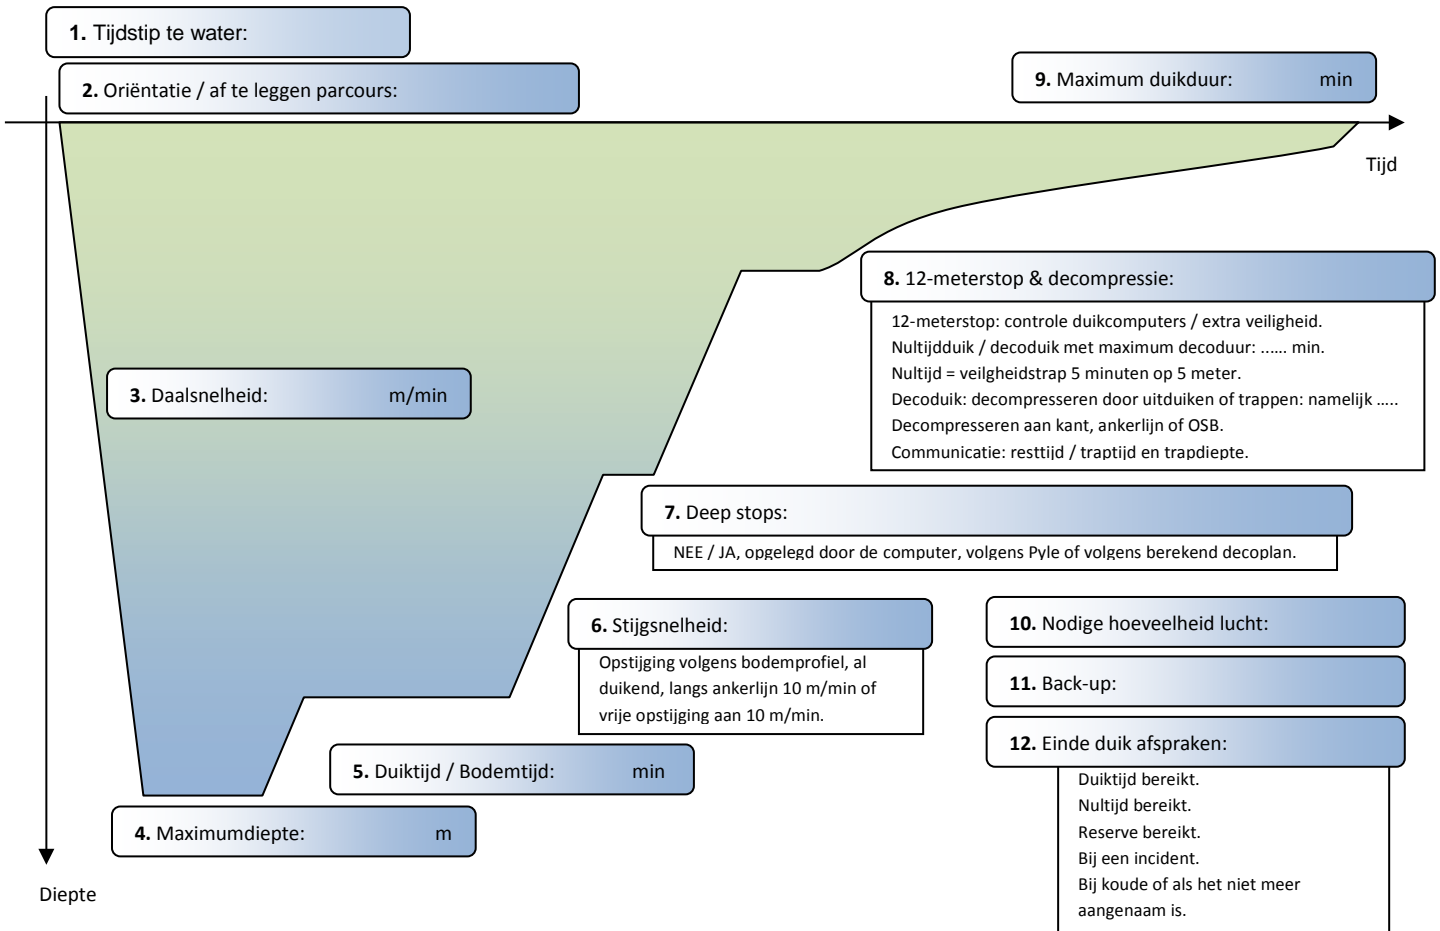 1. Tijdstip te water:
2. Oriëntatie / af te leggen parcours:
9. Maximum duikduur: min
Tijd
8. 12-meterstop & decompressie:
12-meterstop: controle duikcomputers / extra veiligheid.
Nultijdduik / decoduik met maximum decoduur: ...... min.
Nultijd = veilgheidstrap 5 minuten op 5 meter.
Decoduik: decompresseren door uitduiken of trappen: namelijk .....
Decompresseren aan kant, ankerlijn of OSB.
Communicatie: resttijd / traptijd en trapdiepte.
3. Daalsnelheid: m/min
7. Deep stops:
NEE / JA, opgelegd door de computer, volgens Pyle of volgens berekend decoplan.
6. Stijgsnelheid:
Opstijging volgens bodemprofiel, al
duikend, langs ankerlijn 10 m/min of
vrije opstijging aan 10 m/min.
10. Nodige hoeveelheid lucht:
11. Back-up:
12. Einde duik afspraken:
Duiktijd bereikt.
Nultijd bereikt.
Reserve bereikt.
Bij een incident.
Bij koude of als het niet meer
aangenaam is.
5. Duiktijd / Bodemtijd: min
4. Maximumdiepte: m
Diepte